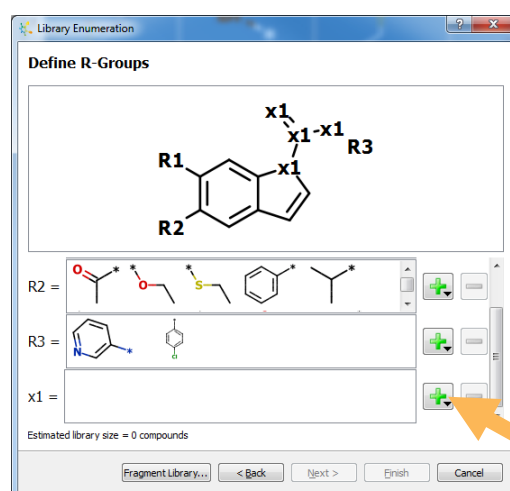 Library Enumeration
Define R-Groups
x1
x1-x1
R3
R1
x1
R2
R2 =
O
*
*
O
*
S
*
*
R3 =
N
*
*
Cl
x1 =
Estimated library size = 0 compounds
Fragment Library... < Back Next > Finish Cancel